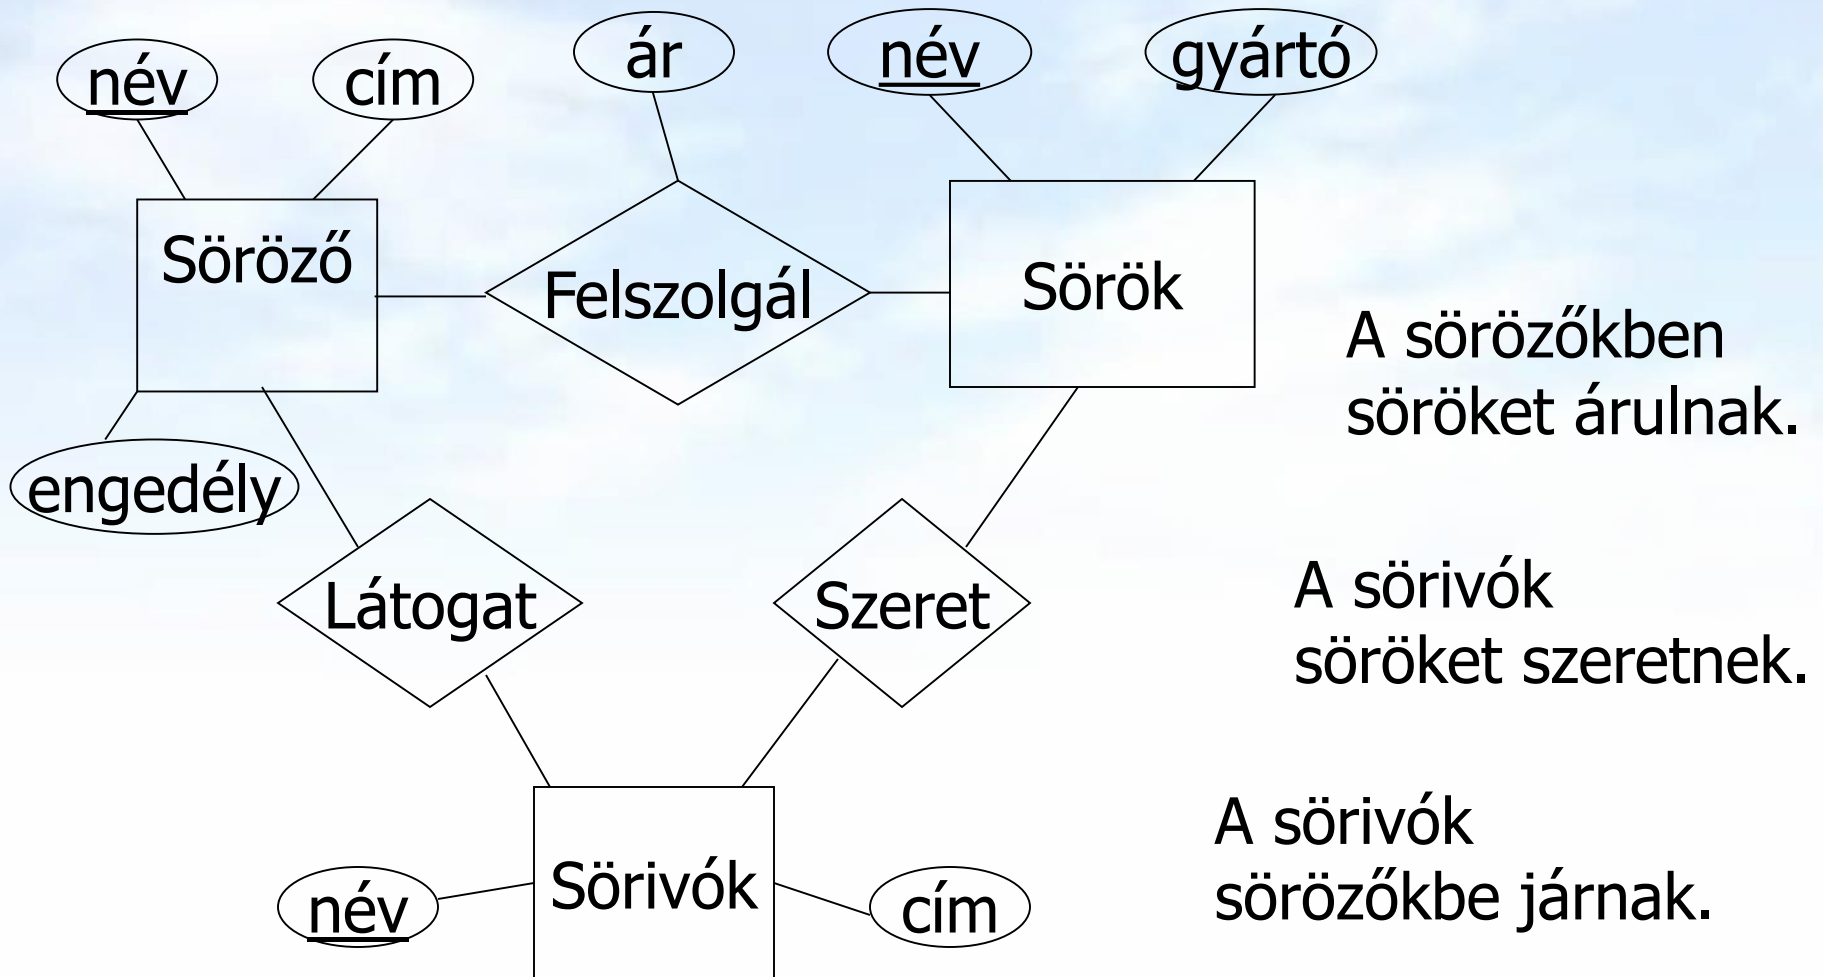 név
cím
ár
név
gyártó
Söröző
Felszolgál
Sörök
A sörözőkben
söröket árulnak.
engedély
Látogat
Szeret
A sörivók
söröket szeretnek.
A sörivók
sörözőkbe járnak.
Sörivók
név
cím